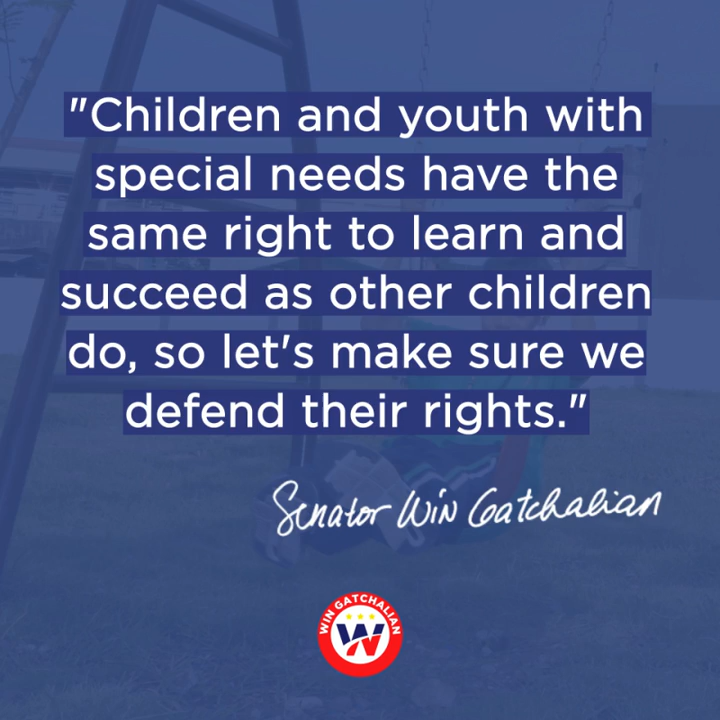 "Children and youth with
special needs have the
same right to learn and
succeed as other children
do, so let's make sure we
defend their rights."
Senator Win Gatchalian
WIN GATCHALIAN
W